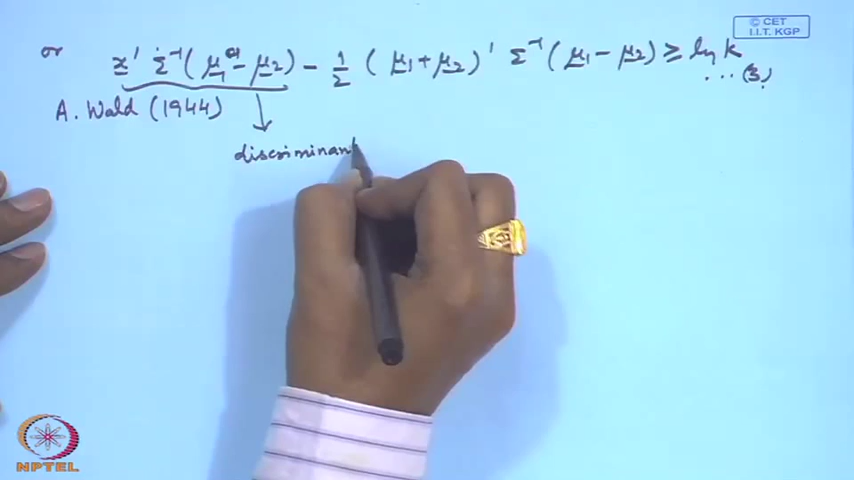 © CET
I.I.T. KGP
or x' Σ⁻¹(μ₁ - μ₂) - 1/2 (μ₁ + μ₂)' Σ⁻¹(μ₁ - μ₂) ≥ ln k
... (3)
A. Wald (1944)
discriminant
NPTEL